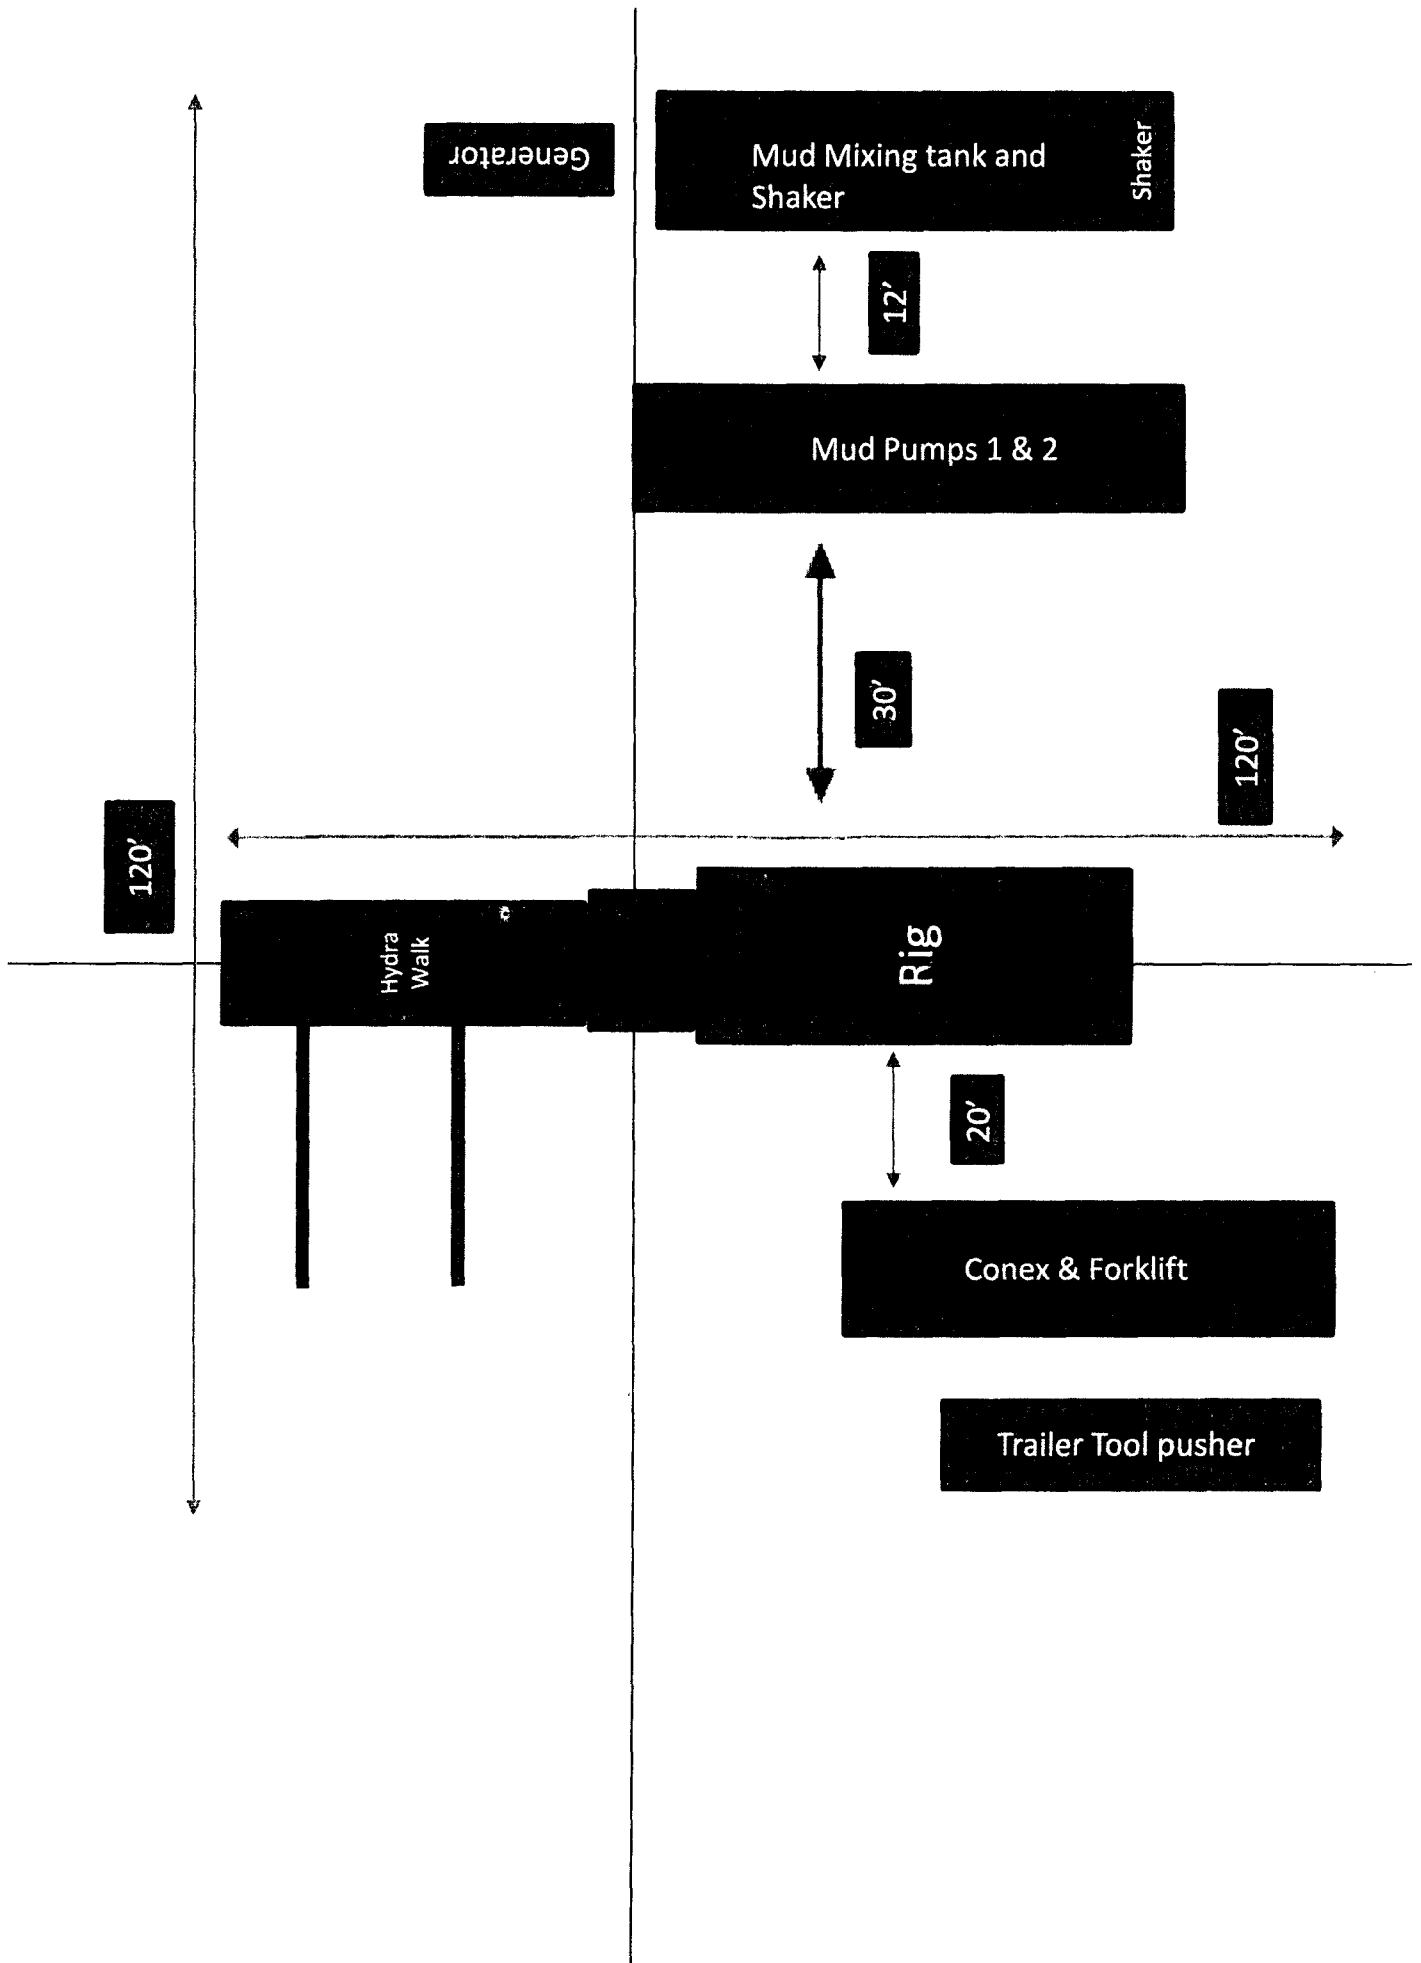 Generator
Mud Mixing tank and
Shaker
Shaker
12'
Mud Pumps 1 & 2
30'
120'
120'
Hydra
Walk
Rig
20'
Conex & Forklift
Trailer Tool pusher